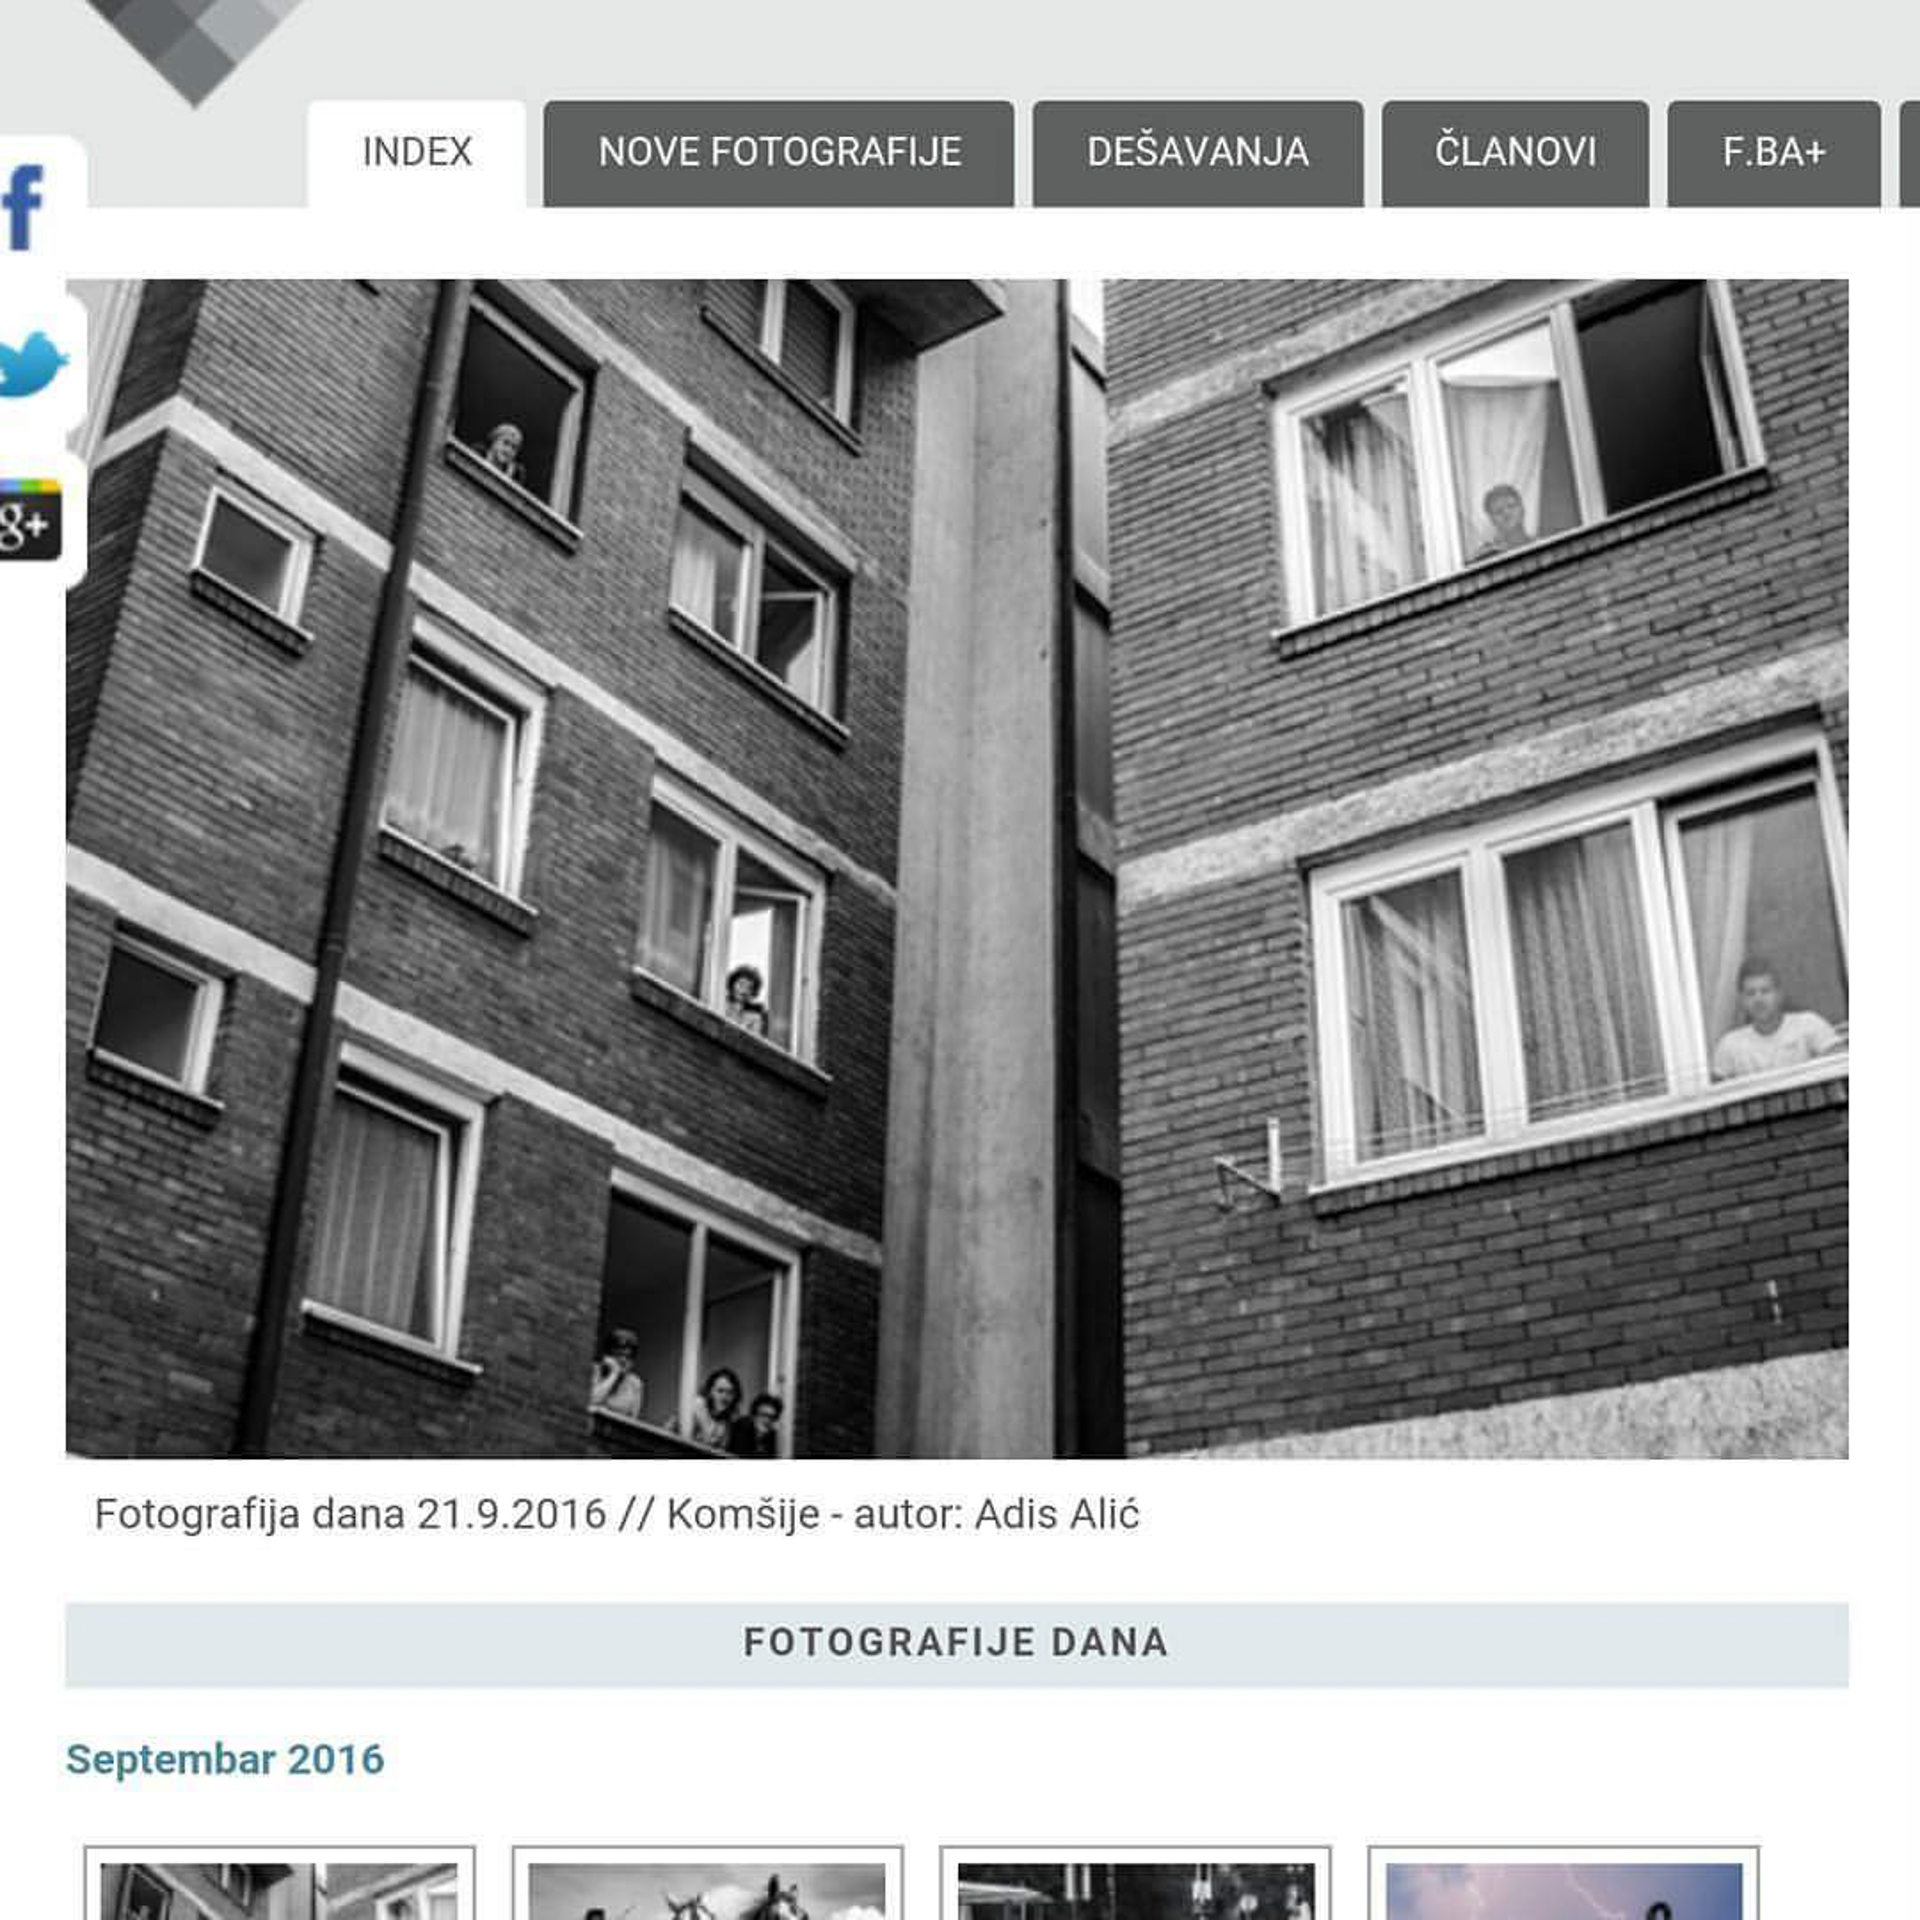 INDEX
NOVE FOTOGRAFIJE
DEŠAVANJA
ČLANOVI
F.BA+
f
g+
Fotografija dana 21.9.2016 // Komšije - autor: Adis Alić
FOTOGRAFIJE DANA
Septembar 2016